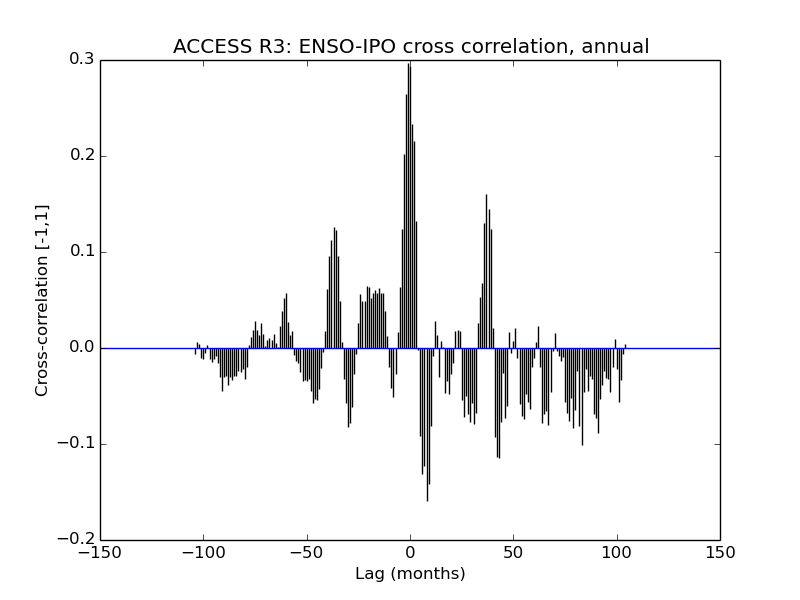 ACCESS R3: ENSO-IPO cross correlation, annual
0.3
0.2
0.1
0.0
−0.1
−0.2
Cross-correlation [-1,1]
−150 −100 −50 0 50 100 150
Lag (months)